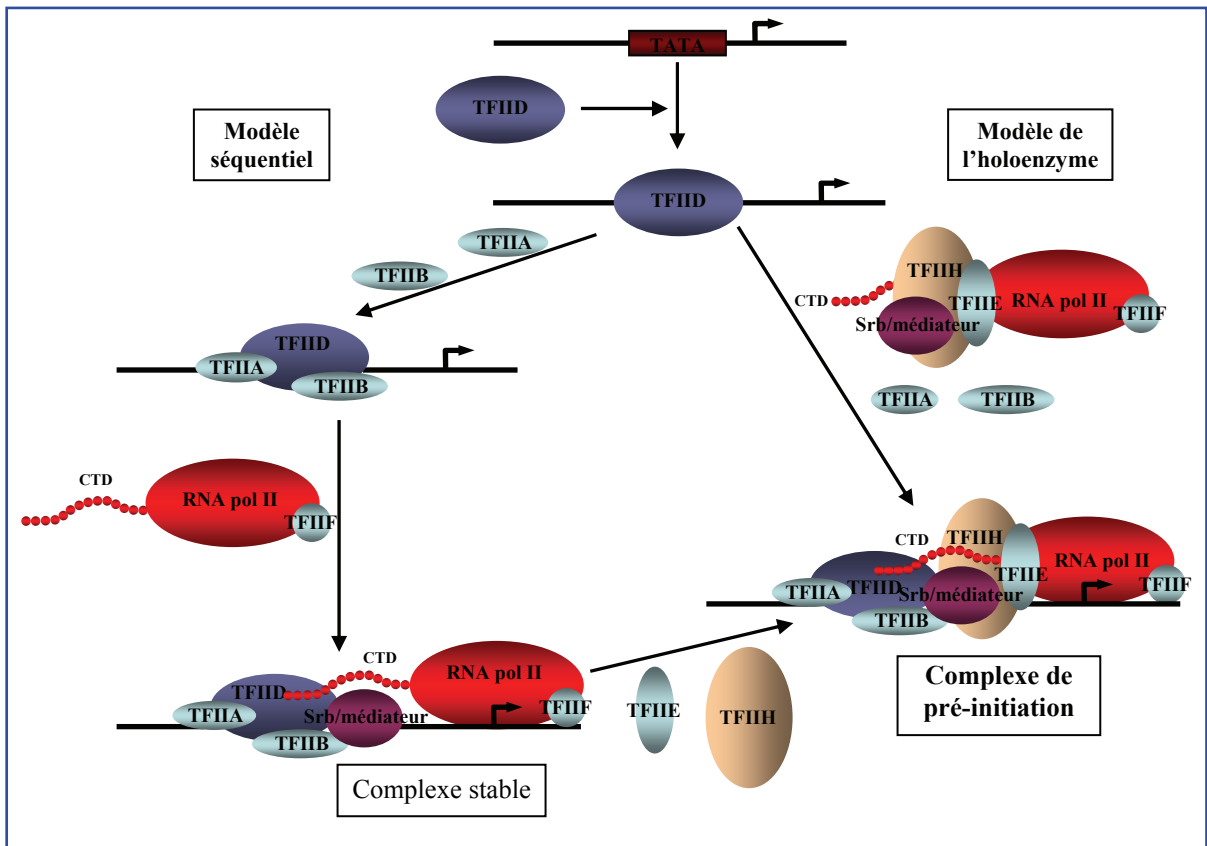 TATA
TFIID
Modèle
séquentiel
Modèle de
l'holoenzyme
TFIID
TFIIA
TFIIB
TFIIH
CTD
TFIIE
RNA pol II
TFIIF
Srb/médiateur
TFIID
TFIIA
TFIIB
TFIIA
TFIIB
CTD
RNA pol II
TFIIF
CTD
TFIIH
RNA pol II
TFIID
TFIIE
TFIIF
TFIIA
Srb/médiateur
TFIIB
CTD
RNA pol II
TFIID
TFIIA
Srb/médiateur
TFIIF
TFIIB
TFIIE
TFIIH
Complexe de
pré-initiation
Complexe stable